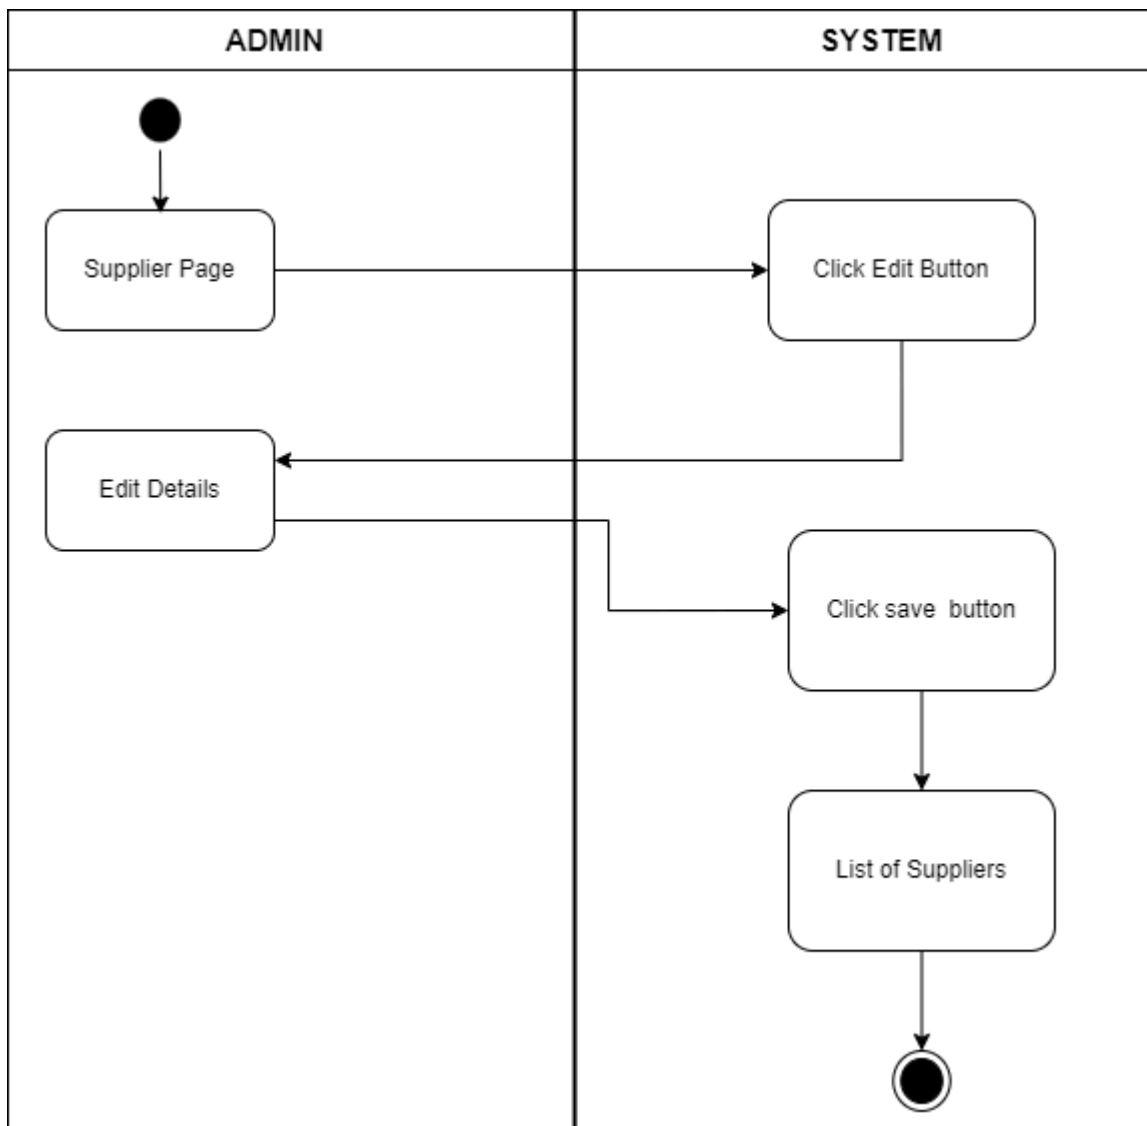 ADMIN
SYSTEM
Supplier Page
Click Edit Button
Edit Details
Click save  button
List of Suppliers